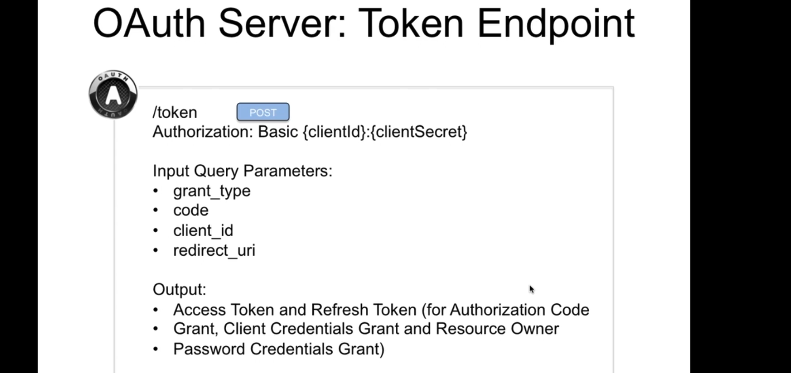 OAuth Server: Token Endpoint
OAUTH
A
/token POST
Authorization: Basic {clientId}:{clientSecret}
Input Query Parameters:
• grant_type
• code
• client_id
• redirect_uri
Output:
• Access Token and Refresh Token (for Authorization Code
• Grant, Client Credentials Grant and Resource Owner
• Password Credentials Grant)